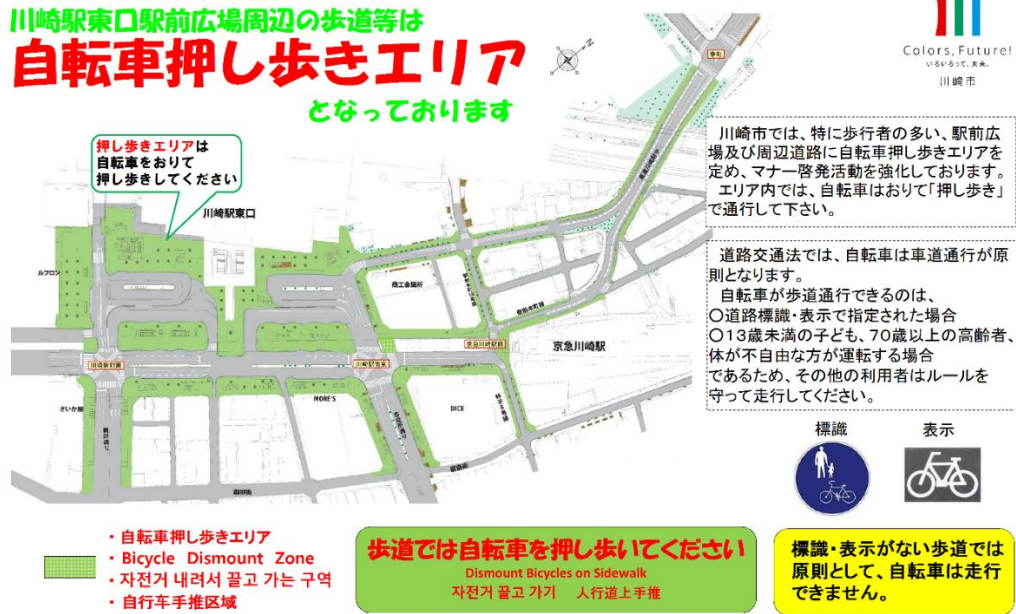 川崎駅東口駅前広場周辺の歩道等は
自転車押し歩きエリア
となっております
N
Colors, Future!
いろいろって、未来。
川崎市
押し歩きエリアは
自転車をおりて
押し歩きしてください
川崎駅東口
幸町
ルフロン
商工会議所
京急川崎駅
川崎駅前
さいか屋
MORE'S
DICE
川崎市では、特に歩行者の多い、駅前広
場及び周辺道路に自転車押し歩きエリアを
定め、マナー啓発活動を強化しております。
エリア内では、自転車はおりて「押し歩き」
で通行して下さい。
道路交通法では、自転車は車道通行が原
則となります。
自転車が歩道通行できるのは、
○道路標識・表示で指定された場合
○13歳未満の子ども、70歳以上の高齢者、
体が不自由な方が運転する場合
であるため、その他の利用者はルールを
守って走行してください。
標識
表示
・自転車押し歩きエリア
・Bicycle Dismount Zone
・자전거 내려서 끌고 가는 구역
・自行车手推区域
歩道では自転車を押し歩いてください
Dismount Bicycles on Sidewalk
자전거 끌고 가기 人行道上手推
標識・表示がない歩道では
原則として、自転車は走行
できません。